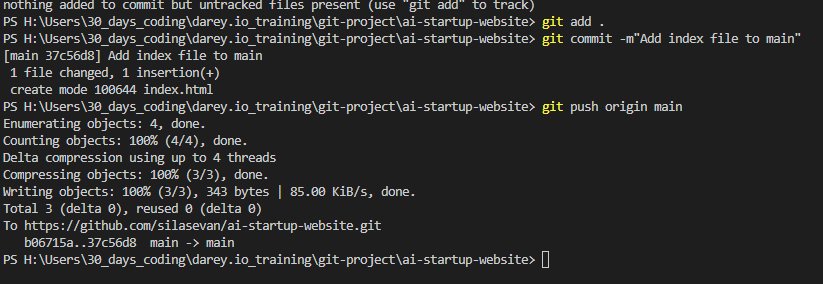 nothing added to commit but untracked files present (use "git add" to track)
PS H:\Users\30_days_coding\darey.io_training\git-project\ai-startup-website> git add .
PS H:\Users\30_days_coding\darey.io_training\git-project\ai-startup-website> git commit -m"Add index file to main"
[main 37c56d8] Add index file to main
 1 file changed, 1 insertion(+)
 create mode 100644 index.html
PS H:\Users\30_days_coding\darey.io_training\git-project\ai-startup-website> git push origin main
Enumerating objects: 4, done.
Counting objects: 100% (4/4), done.
Delta compression using up to 4 threads
Compressing objects: 100% (3/3), done.
Writing objects: 100% (3/3), 343 bytes | 85.00 KiB/s, done.
Total 3 (delta 0), reused 0 (delta 0)
To https://github.com/silasevan/ai-startup-website.git
   b06715a..37c56d8  main -> main
PS H:\Users\30_days_coding\darey.io_training\git-project\ai-startup-website>